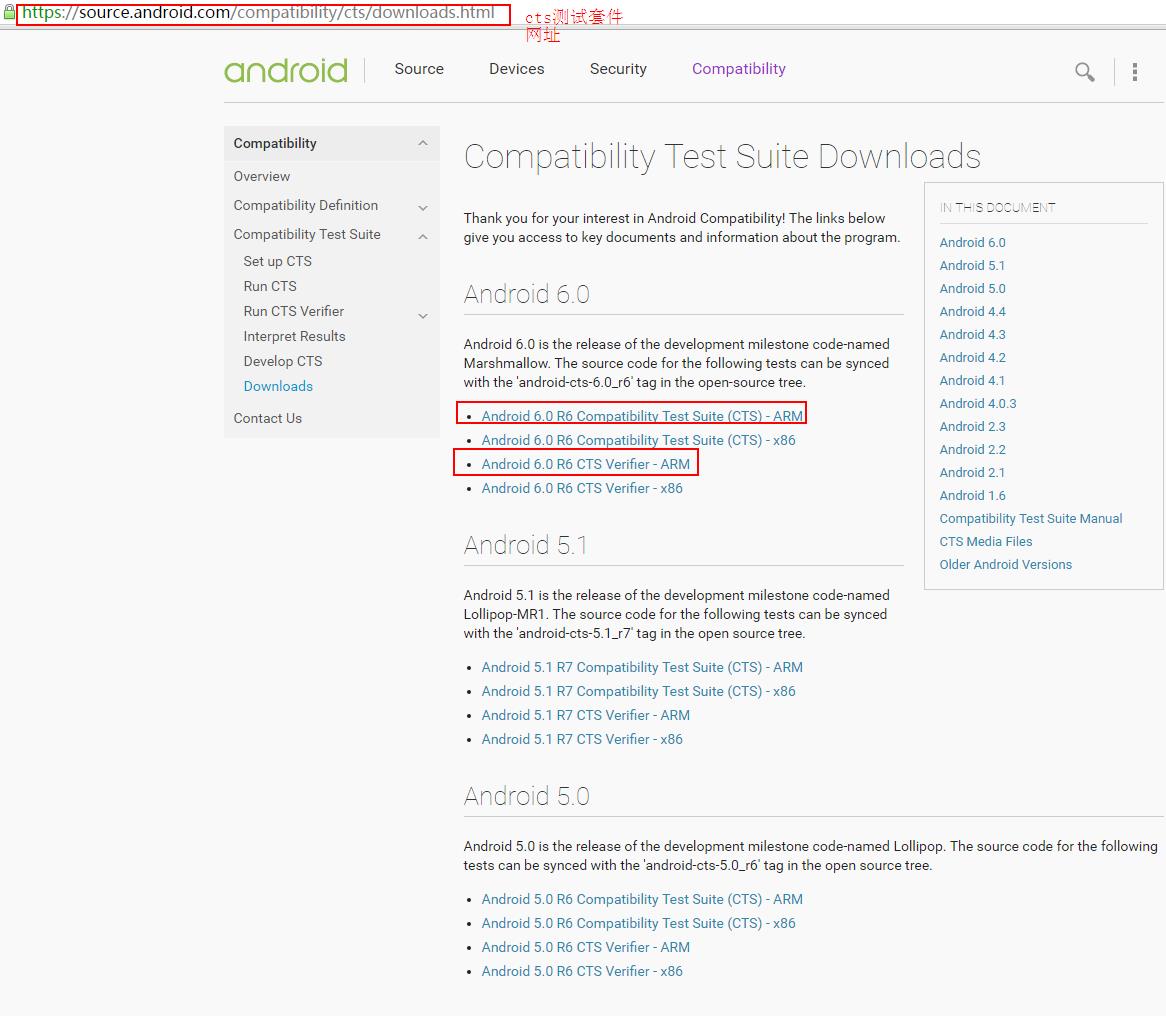 https://source.android.com/compatibility/cts/downloads.html
cts测试套件
网址
android
Source
Devices
Security
Compatibility
Compatibility
Overview
Compatibility Definition
Compatibility Test Suite
Set up CTS
Run CTS
Run CTS Verifier
Interpret Results
Develop CTS
Downloads
Contact Us
Compatibility Test Suite Downloads
Thank you for your interest in Android Compatibility! The links below
give you access to key documents and information about the program.
Android 6.0
Android 6.0 is the release of the development milestone code-named
Marshmallow. The source code for the following tests can be synced
with the 'android-cts-6.0_r6' tag in the open-source tree.
• Android 6.0 R6 Compatibility Test Suite (CTS) - ARM
• Android 6.0 R6 Compatibility Test Suite (CTS) - x86
• Android 6.0 R6 CTS Verifier - ARM
• Android 6.0 R6 CTS Verifier - x86
Android 5.1
Android 5.1 is the release of the development milestone code-named
Lollipop-MR1. The source code for the following tests can be synced
with the 'android-cts-5.1_r7' tag in the open source tree.
• Android 5.1 R7 Compatibility Test Suite (CTS) - ARM
• Android 5.1 R7 Compatibility Test Suite (CTS) - x86
• Android 5.1 R7 CTS Verifier - ARM
• Android 5.1 R7 CTS Verifier - x86
Android 5.0
Android 5.0 is the release of the development milestone code-named Lollipop. The source code for the following
tests can be synced with the 'android-cts-5.0_r6' tag in the open source tree.
• Android 5.0 R6 Compatibility Test Suite (CTS) - ARM
• Android 5.0 R6 Compatibility Test Suite (CTS) - x86
• Android 5.0 R6 CTS Verifier - ARM
• Android 5.0 R6 CTS Verifier - x86
IN THIS DOCUMENT
Android 6.0
Android 5.1
Android 5.0
Android 4.4
Android 4.3
Android 4.2
Android 4.1
Android 4.0.3
Android 2.3
Android 2.2
Android 2.1
Android 1.6
Compatibility Test Suite Manual
CTS Media Files
Older Android Versions